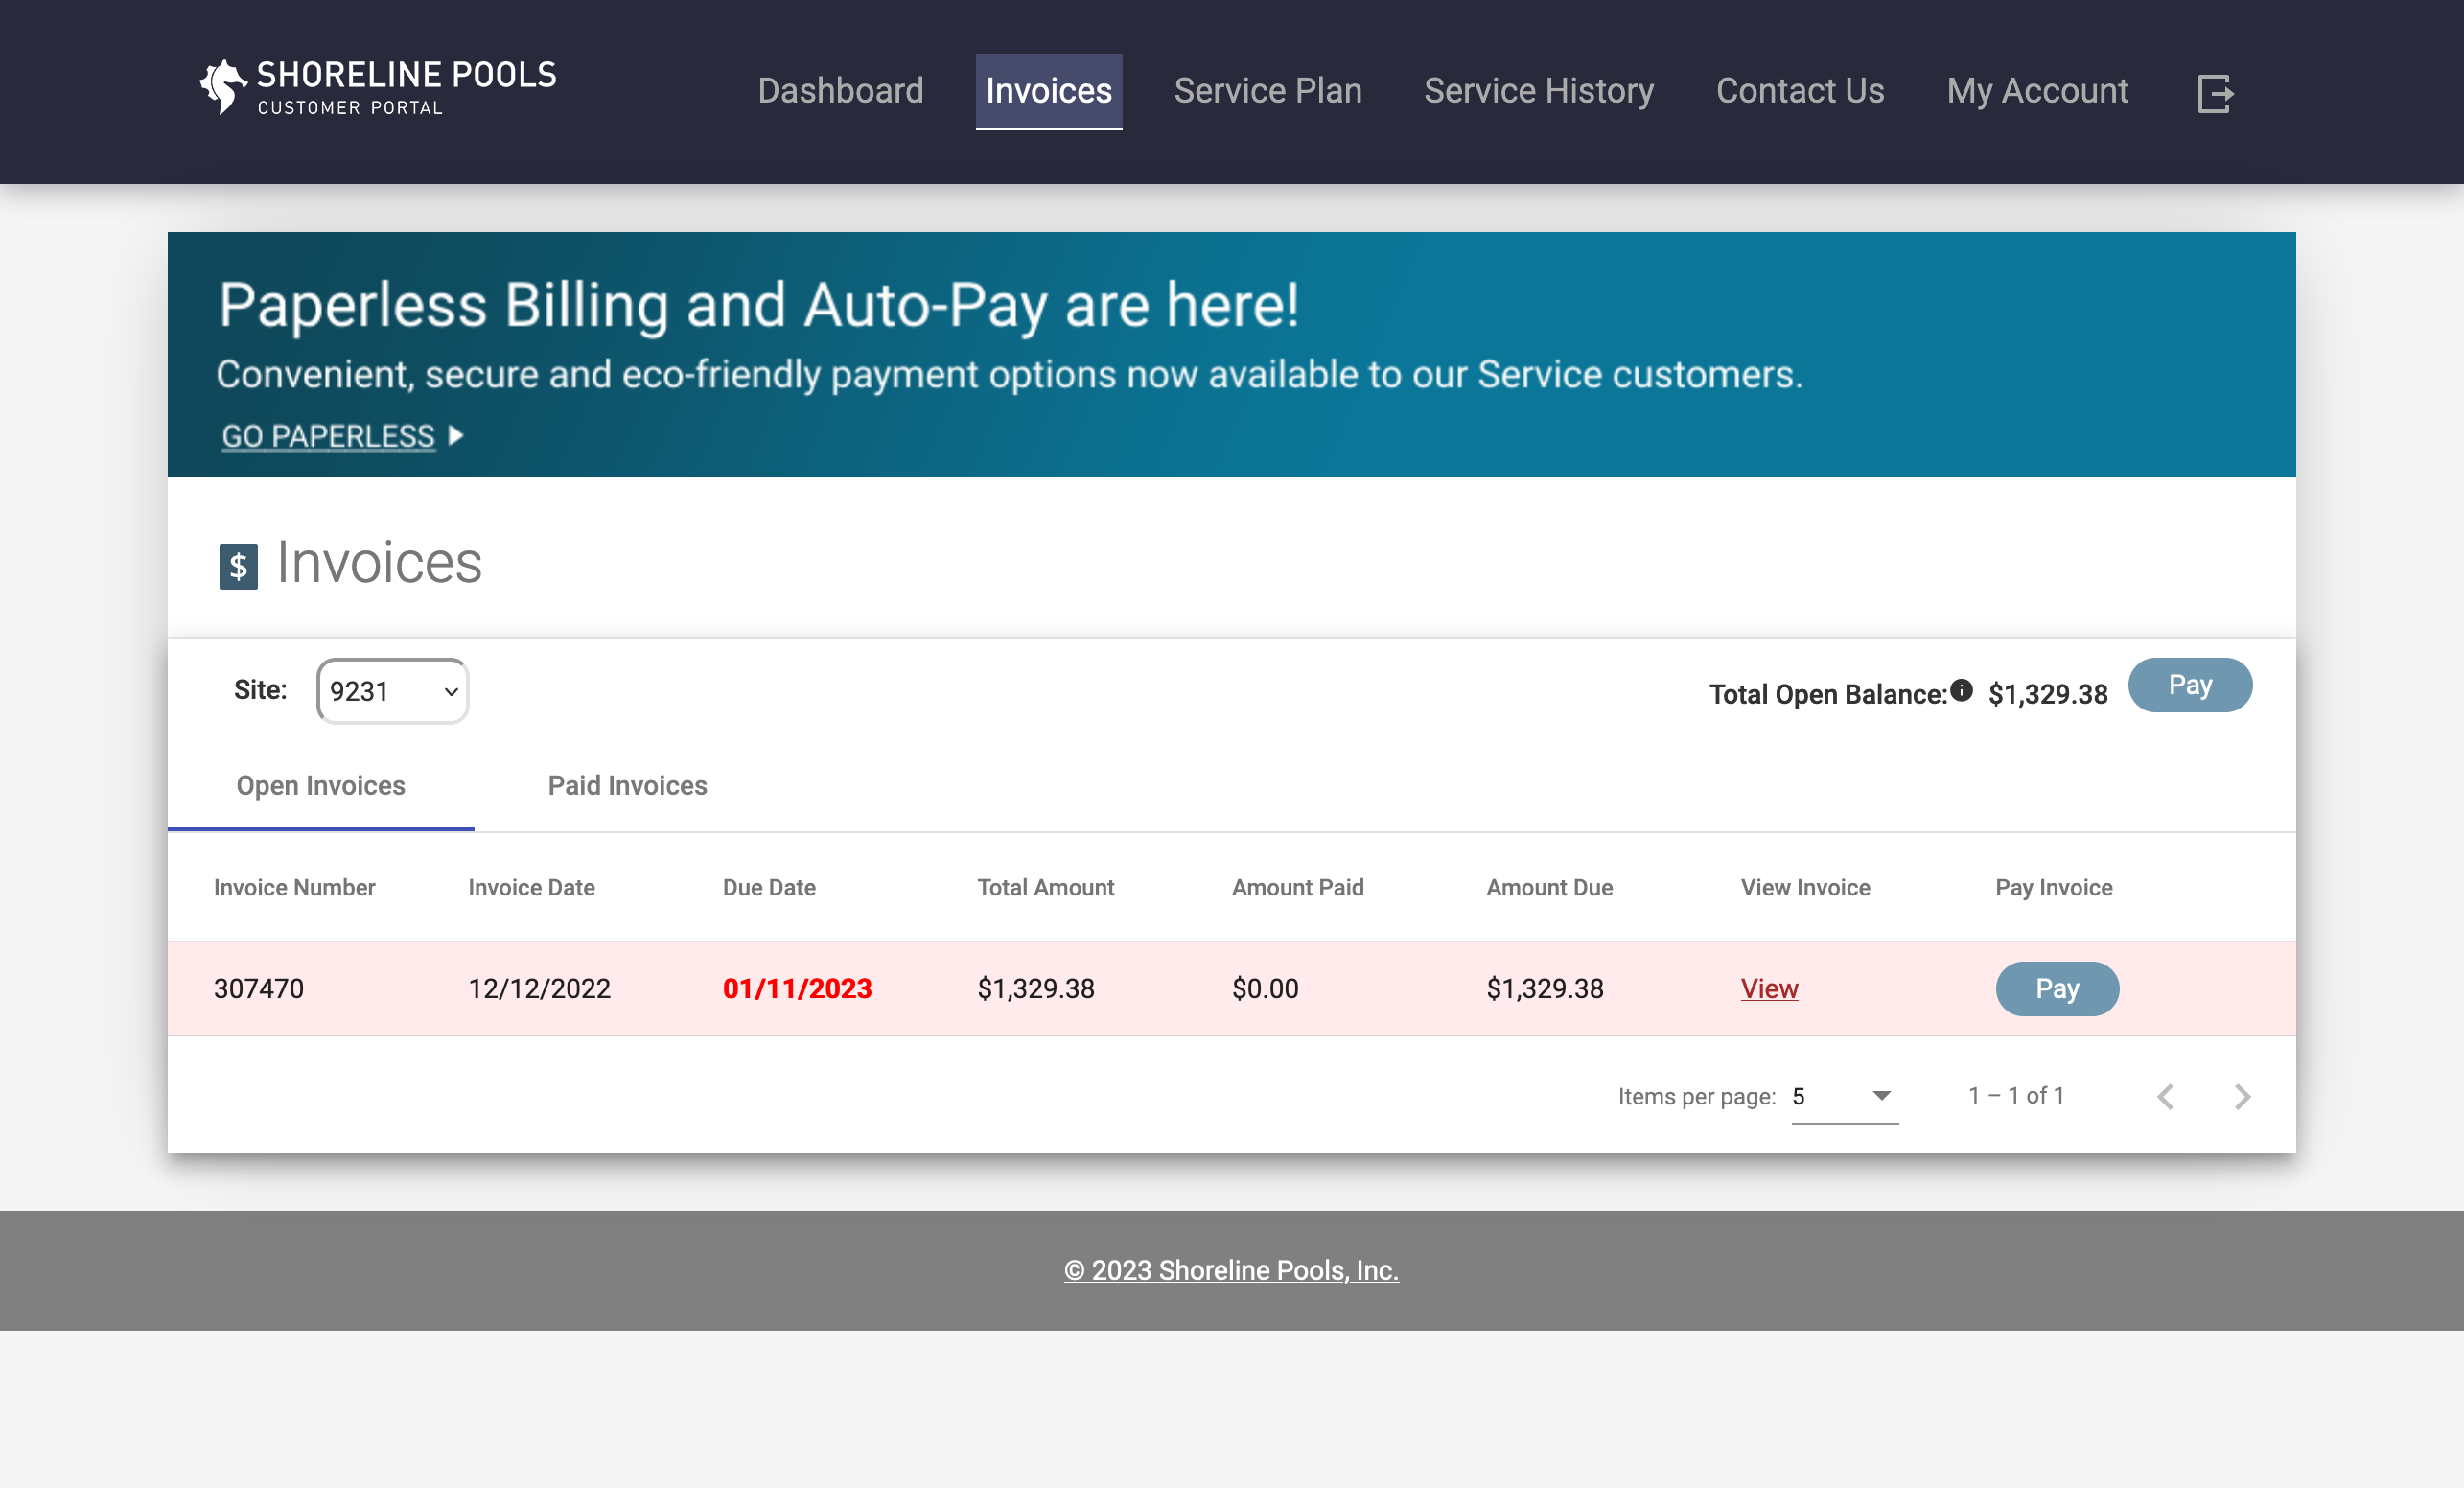 SHORELINE POOLS
CUSTOMER PORTAL
Dashboard Invoices Service Plan Service History Contact Us My Account
Paperless Billing and Auto-Pay are here!
Convenient, secure and eco-friendly payment options now available to our Service customers.
GO PAPERLESS
$ Invoices
Site: 9231 Total Open Balance: $1,329.38 Pay
Open Invoices Paid Invoices
Invoice Number Invoice Date Due Date Total Amount Amount Paid Amount Due View Invoice Pay Invoice
307470 12/12/2022 01/11/2023 $1,329.38 $0.00 $1,329.38 View Pay
Items per page: 5 1 – 1 of 1
© 2023 Shoreline Pools, Inc.